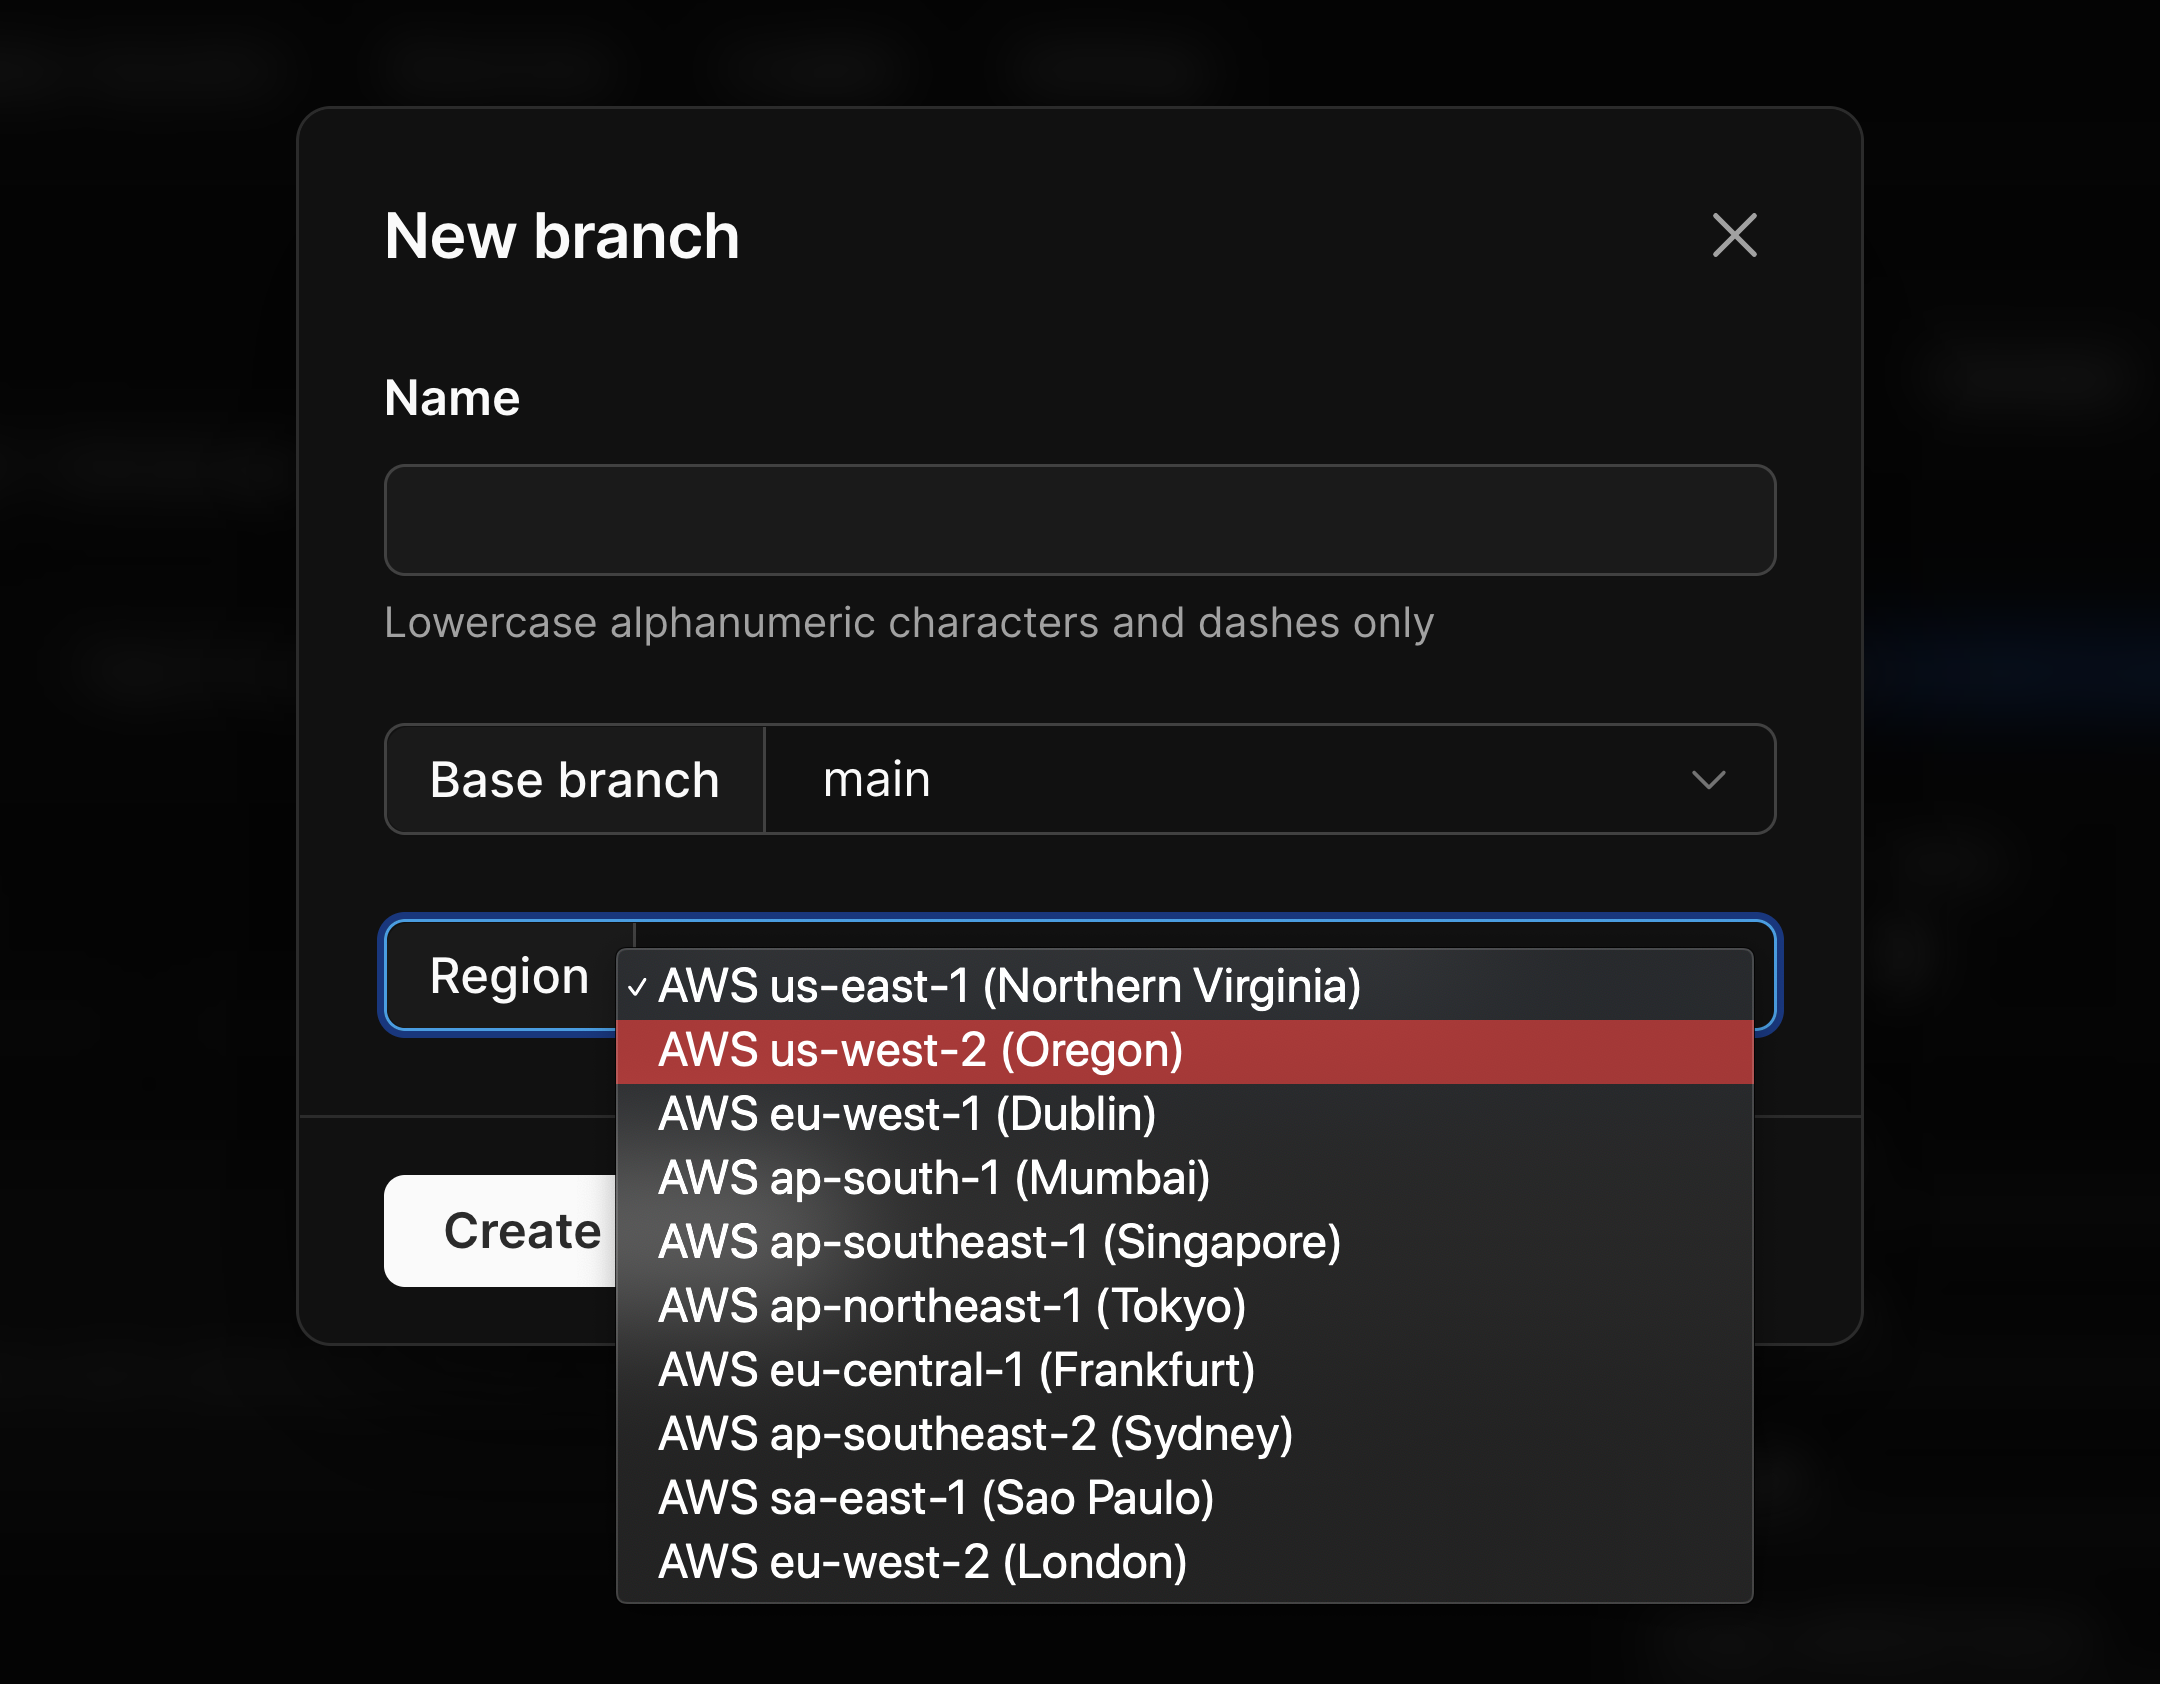 New branch
Name
Lowercase alphanumeric characters and dashes only
Base branch main
Region
✓ AWS us-east-1 (Northern Virginia)
AWS us-west-2 (Oregon)
AWS eu-west-1 (Dublin)
AWS ap-south-1 (Mumbai)
AWS ap-southeast-1 (Singapore)
AWS ap-northeast-1 (Tokyo)
AWS eu-central-1 (Frankfurt)
AWS ap-southeast-2 (Sydney)
AWS sa-east-1 (Sao Paulo)
AWS eu-west-2 (London)
Create